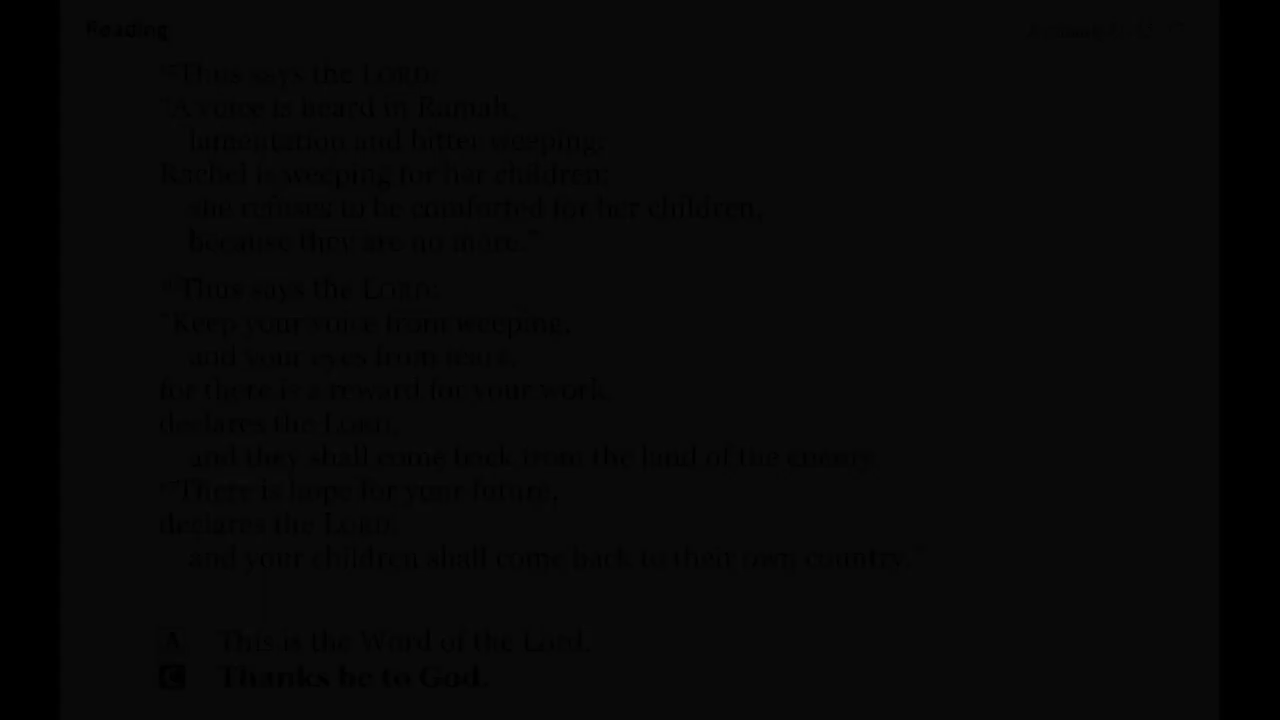 Reading
Jeremiah 31:15–17
¹⁵Thus says the LORD:
"A voice is heard in Ramah,
lamentation and bitter weeping.
Rachel is weeping for her children;
she refuses to be comforted for her children,
because they are no more."
¹⁶Thus says the LORD:
"Keep your voice from weeping,
and your eyes from tears,
for there is a reward for your work,
declares the LORD,
and they shall come back from the land of the enemy.
¹⁷There is hope for your future,
declares the LORD,
and your children shall come back to their own country."
A This is the Word of the Lord.
C Thanks be to God.